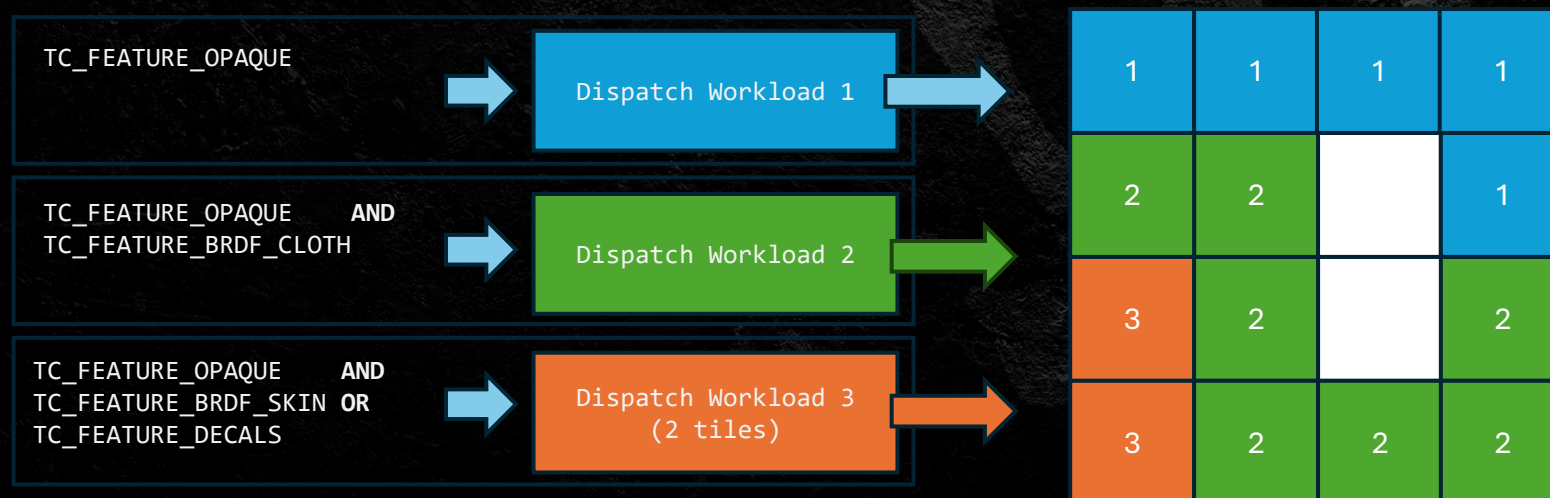 TC_FEATURE_OPAQUE
Dispatch Workload 1
TC_FEATURE_OPAQUE AND
TC_FEATURE_BRDF_CLOTH
Dispatch Workload 2
TC_FEATURE_OPAQUE AND
TC_FEATURE_BRDF_SKIN OR
TC_FEATURE_DECALS
Dispatch Workload 3
(2 tiles)
1 1 1 1
2 2 1
3 2 2
3 2 2 2